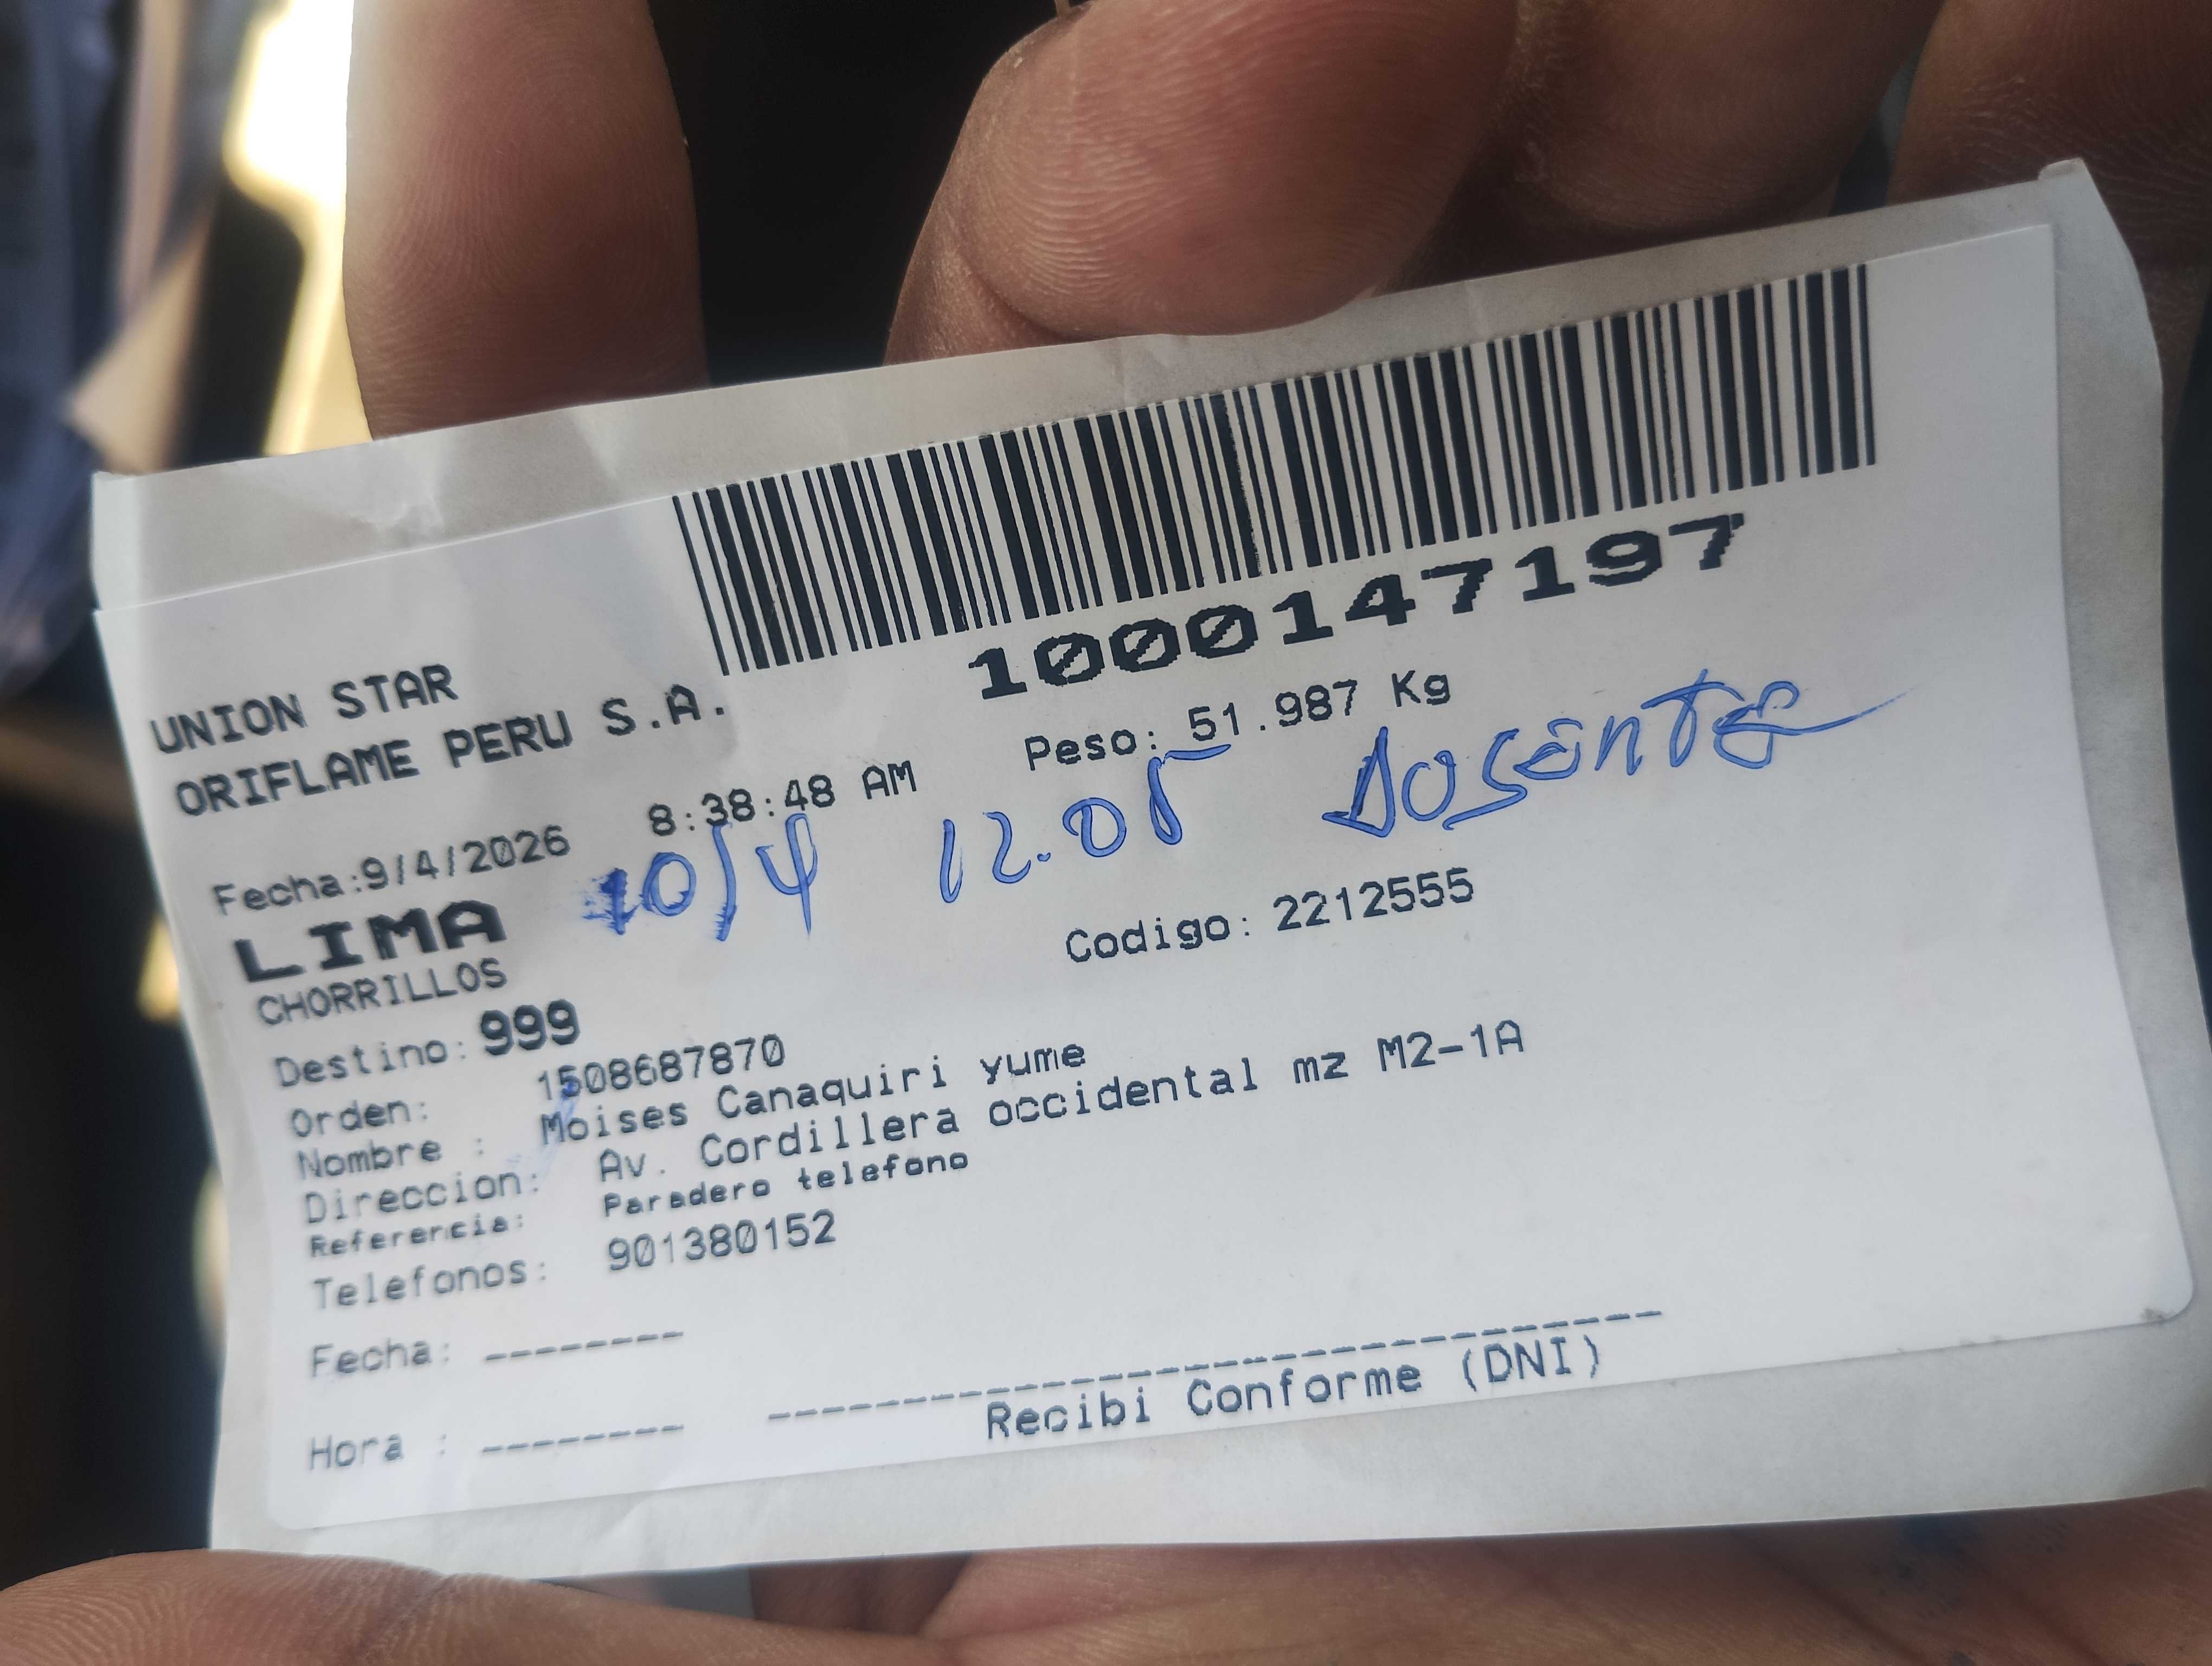 1000147197
UNION STAR
ORIFLAME PERU S.A.
Peso: 51.987 Kg
Fecha:9/4/2026 8:38:48 AM
10/4 12.05 Ausente
LIMA
CHORRILLOS
Codigo: 2212555
Destino: 999
Orden: 1508687870
Nombre : Moises Canaquiri yume
Direccion: Av. Cordillera occidental mz M2-1A
Referencia: Paradero telefono
Telefonos: 901380152
Fecha: --------
Hora : --------
Recibi Conforme (DNI)